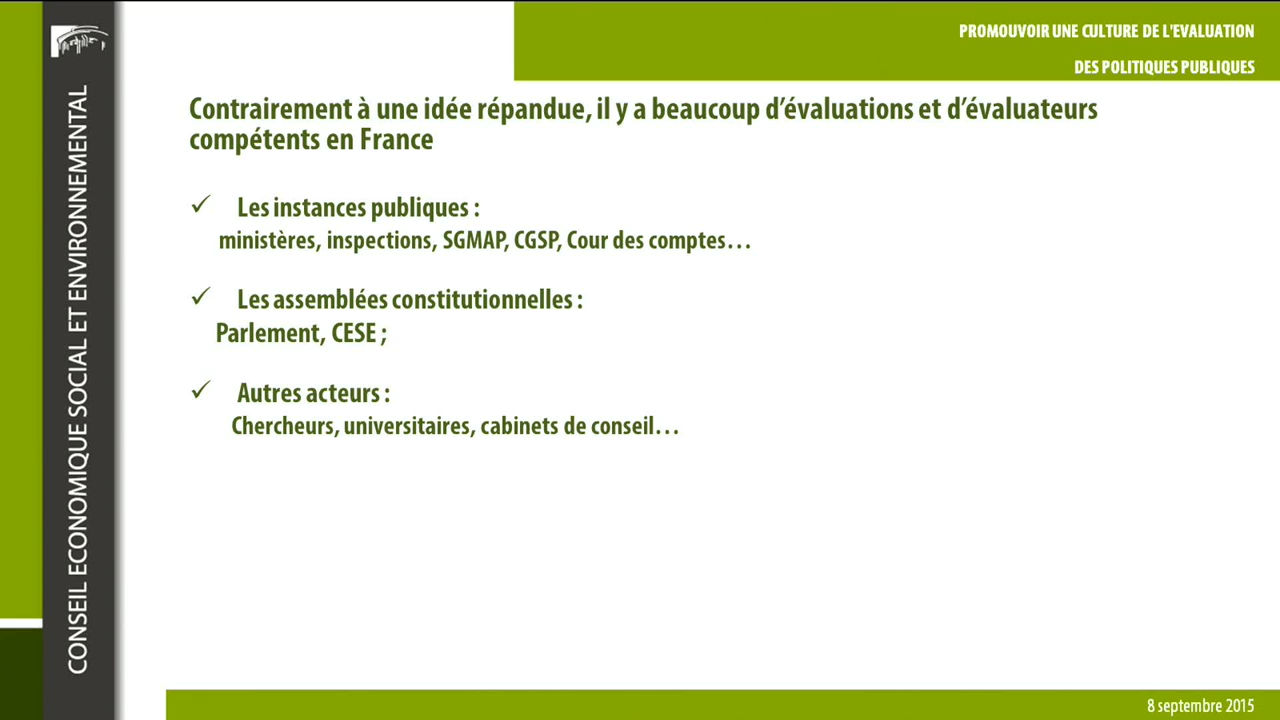 PROMOUVOIR UNE CULTURE DE L'EVALUATION
DES POLITIQUES PUBLIQUES
CONSEIL ECONOMIQUE SOCIAL ET ENVIRONNEMENTAL
Contrairement à une idée répandue, il y a beaucoup d’évaluations et d’évaluateurs
compétents en France
✓ Les instances publiques :
ministères, inspections, SGMAP, CGSP, Cour des comptes…
✓ Les assemblées constitutionnelles :
Parlement, CESE ;
✓ Autres acteurs :
Chercheurs, universitaires, cabinets de conseil…
8 septembre 2015